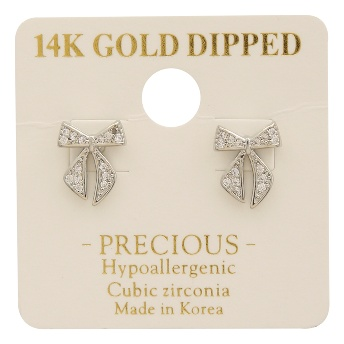 14K GOLD DIPPED
- PRECIOUS -
Hypoallergenic
Cubic zirconia
Made in Korea